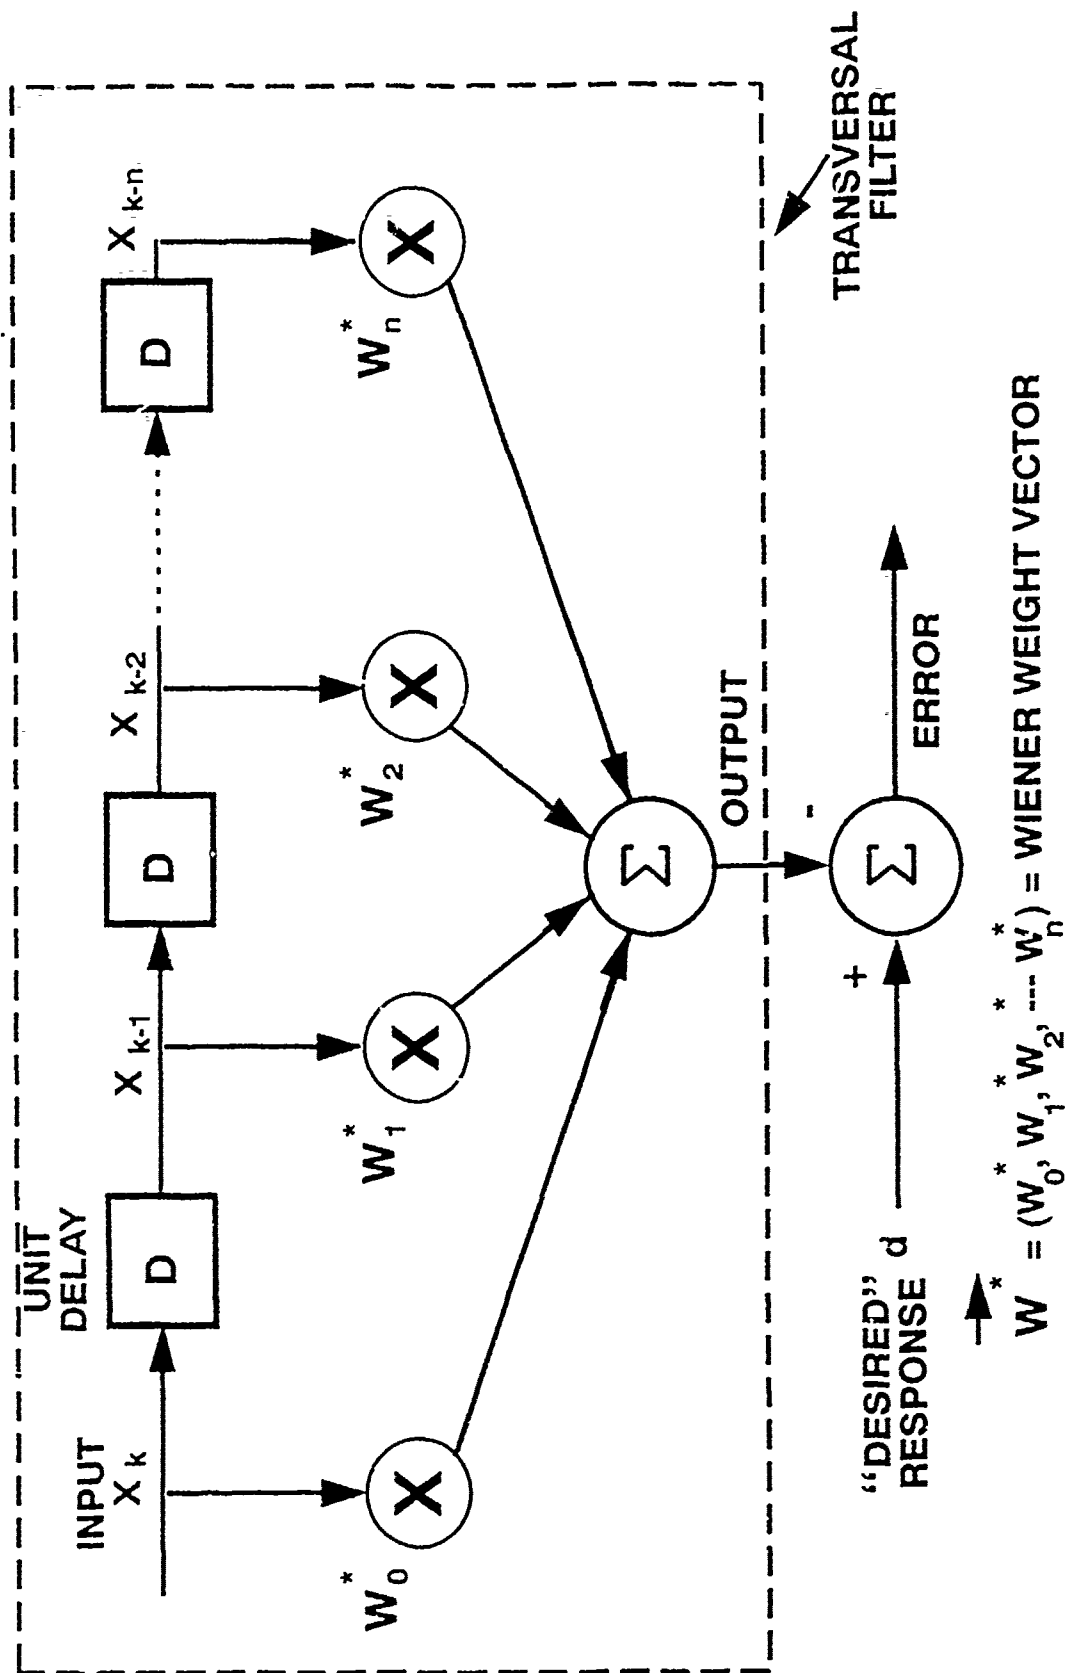 UNIT
DELAY
INPUT
X k
D
X k-1
D
X k-2
D
X k-n
W*0
X
W*1
X
W*2
X
W*n
X
Σ
OUTPUT
TRANSVERSAL
FILTER
"DESIRED"
RESPONSE d
+
-
Σ
ERROR
W* = (W*0, W*1, W*2, --- W*n) = WIENER WEIGHT VECTOR